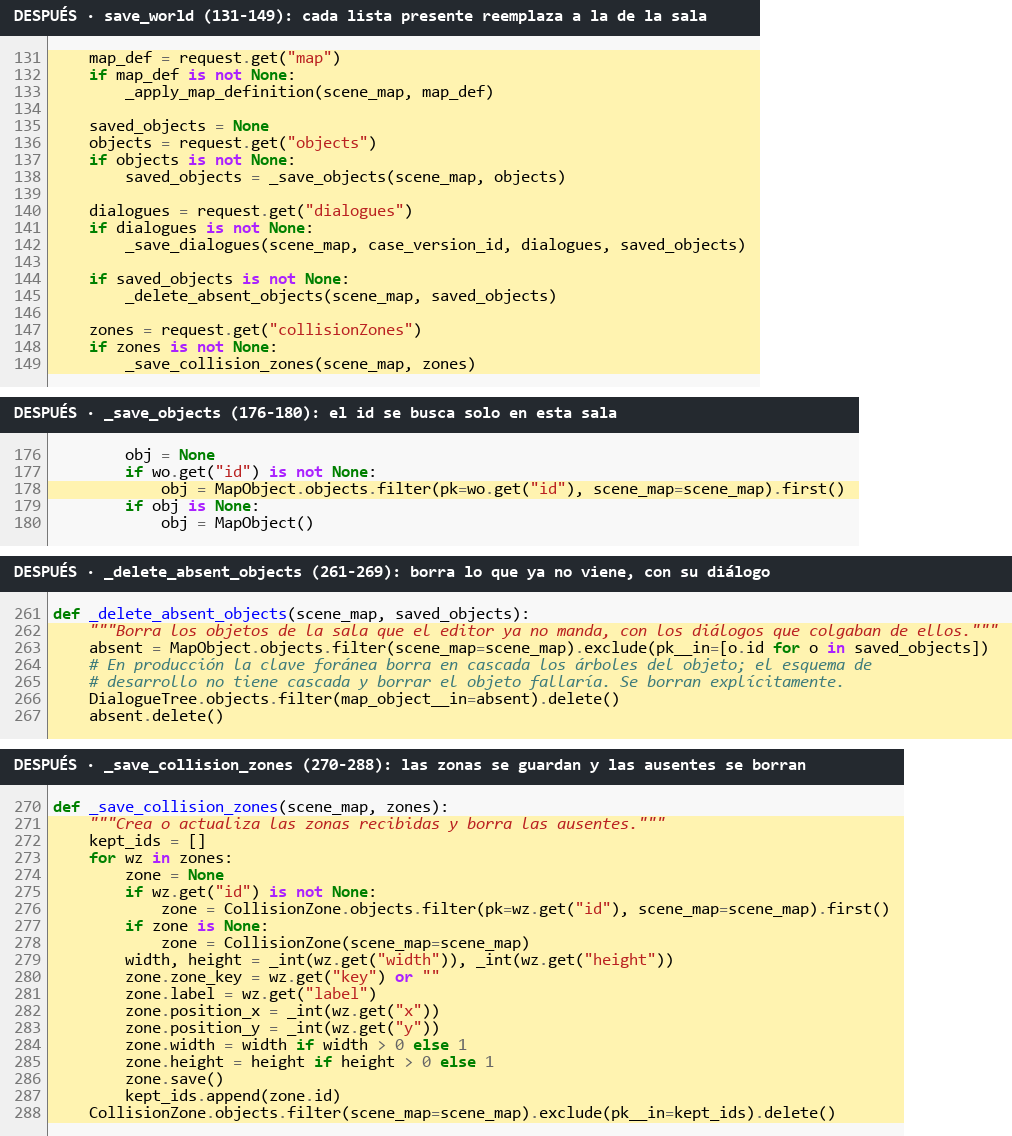 DESPUÉS · save_world (131-149): cada lista presente reemplaza a la de la sala
131     map_def = request.get("map")
132     if map_def is not None:
133         _apply_map_definition(scene_map, map_def)
134
135     saved_objects = None
136     objects = request.get("objects")
137     if objects is not None:
138         saved_objects = _save_objects(scene_map, objects)
139
140     dialogues = request.get("dialogues")
141     if dialogues is not None:
142         _save_dialogues(scene_map, case_version_id, dialogues, saved_objects)
143
144     if saved_objects is not None:
145         _delete_absent_objects(scene_map, saved_objects)
146
147     zones = request.get("collisionZones")
148     if zones is not None:
149         _save_collision_zones(scene_map, zones)
DESPUÉS · _save_objects (176-180): el id se busca solo en esta sala
176         obj = None
177         if wo.get("id") is not None:
178             obj = MapObject.objects.filter(pk=wo.get("id"), scene_map=scene_map).first()
179         if obj is None:
180             obj = MapObject()
DESPUÉS · _delete_absent_objects (261-269): borra lo que ya no viene, con su diálogo
261 def _delete_absent_objects(scene_map, saved_objects):
262     """Borra los objetos de la sala que el editor ya no manda, con los diálogos que colgaban de ellos."""
263     absent = MapObject.objects.filter(scene_map=scene_map).exclude(pk__in=[o.id for o in saved_objects])
264     # En producción la clave foránea borra en cascada los árboles del objeto; el esquema de
265     # desarrollo no tiene cascada y borrar el objeto fallaría. Se borran explícitamente.
266     DialogueTree.objects.filter(map_object__in=absent).delete()
267     absent.delete()
DESPUÉS · _save_collision_zones (270-288): las zonas se guardan y las ausentes se borran
270 def _save_collision_zones(scene_map, zones):
271     """Crea o actualiza las zonas recibidas y borra las ausentes."""
272     kept_ids = []
273     for wz in zones:
274         zone = None
275         if wz.get("id") is not None:
276             zone = CollisionZone.objects.filter(pk=wz.get("id"), scene_map=scene_map).first()
277         if zone is None:
278             zone = CollisionZone(scene_map=scene_map)
279         width, height = _int(wz.get("width")), _int(wz.get("height"))
280         zone.zone_key = wz.get("key") or ""
281         zone.label = wz.get("label")
282         zone.position_x = _int(wz.get("x"))
283         zone.position_y = _int(wz.get("y"))
284         zone.width = width if width > 0 else 1
285         zone.height = height if height > 0 else 1
286         zone.save()
287         kept_ids.append(zone.id)
288     CollisionZone.objects.filter(scene_map=scene_map).exclude(pk__in=kept_ids).delete()